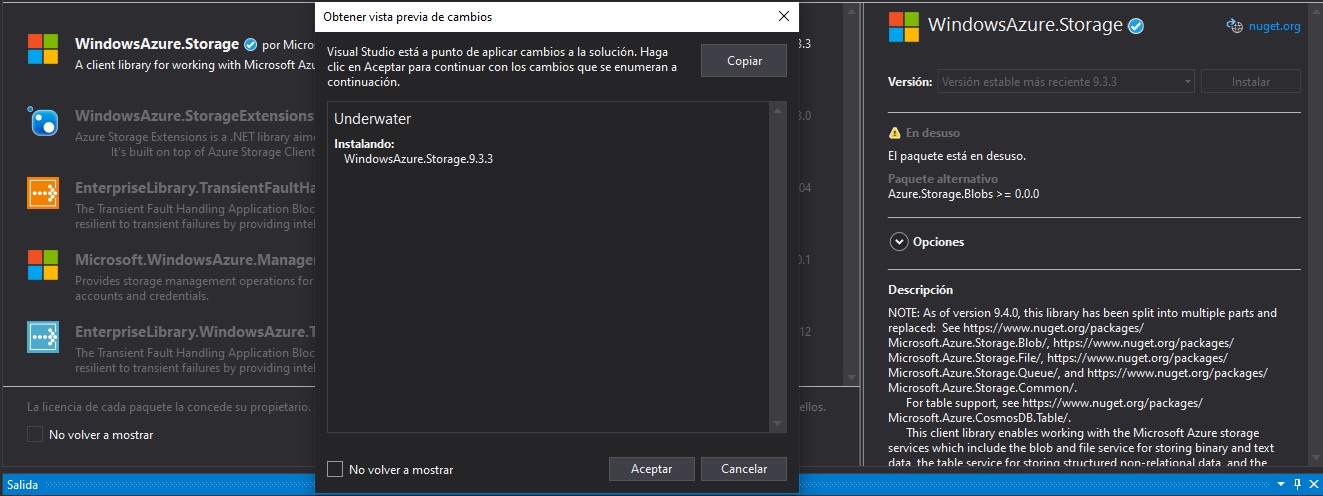 WindowsAzure.Storage por Micros
A client library for working with Microsoft Azu
3.3
WindowsAzure.StorageExtensions
Azure Storage Extensions is a .NET library aime
It's built on top of Azure Storage Client
3.0
EnterpriseLibrary.TransientFaultHa
The Transient Fault Handling Application Bloc
resilient to transient failures by providing intel
04
Microsoft.WindowsAzure.Manage
Provides storage management operations for
accounts and credentials.
0.1
EnterpriseLibrary.WindowsAzure.T
The Transient Fault Handling Application Bloc
resilient to transient failures by providing intel
12
La licencia de cada paquete la concede su propietario.
ellos.
No volver a mostrar
Obtener vista previa de cambios
Visual Studio está a punto de aplicar cambios a la solución. Haga
clic en Aceptar para continuar con los cambios que se enumeran a
continuación.
Copiar
Underwater
Instalando:
WindowsAzure.Storage.9.3.3
No volver a mostrar
Aceptar
Cancelar
WindowsAzure.Storage
nuget.org
Versión: Versión estable más reciente 9.3.3
Instalar
En desuso
El paquete está en desuso.
Paquete alternativo
Azure.Storage.Blobs >= 0.0.0
Opciones
Descripción
NOTE: As of version 9.4.0, this library has been split into multiple parts and
replaced: See https://www.nuget.org/packages/
Microsoft.Azure.Storage.Blob/, https://www.nuget.org/packages/
Microsoft.Azure.Storage.File/, https://www.nuget.org/packages/
Microsoft.Azure.Storage.Queue/, and https://www.nuget.org/packages/
Microsoft.Azure.Storage.Common/.
For table support, see https://www.nuget.org/packages/
Microsoft.Azure.CosmosDB.Table/.
This client library enables working with the Microsoft Azure storage
services which include the blob and file service for storing binary and text
data, the table service for storing structured non-relational data, and the
Salida